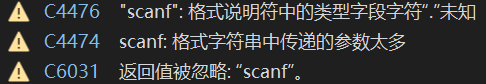 C4476 "scanf": 格式说明符中的类型字段字符“.”未知
C4474 scanf: 格式字符串中传递的参数太多
C6031 返回值被忽略: “scanf”。